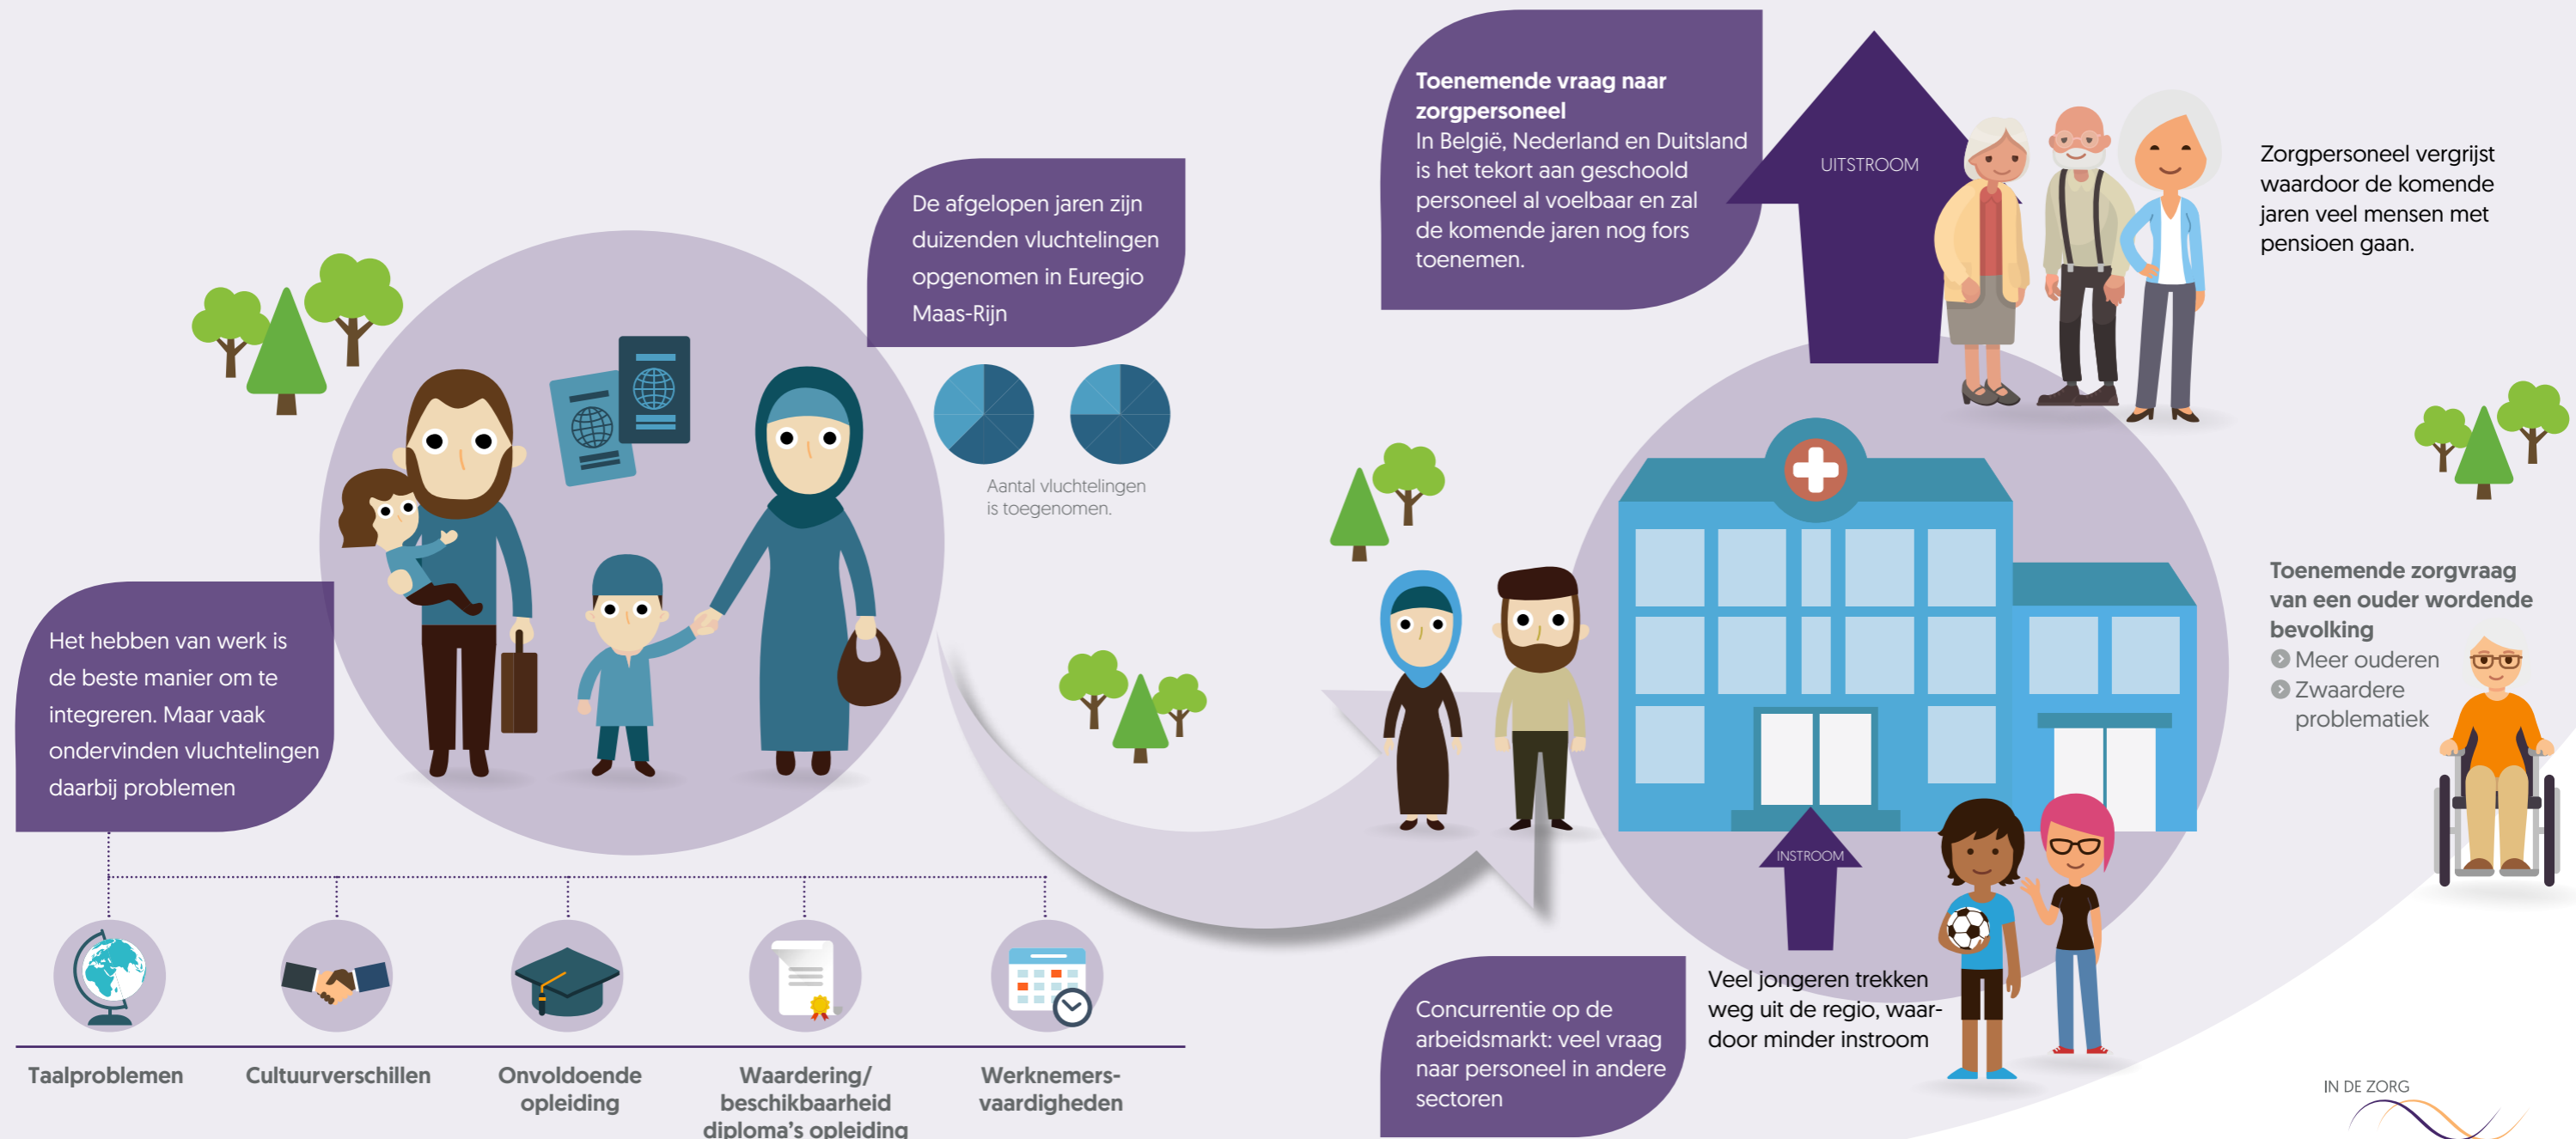 De afgelopen jaren zijn
duizenden vluchtelingen
opgenomen in Euregio
Maas-Rijn
Aantal vluchtelingen
is toegenomen.
Het hebben van werk is
de beste manier om te
integreren. Maar vaak
ondervinden vluchtelingen
daarbij problemen
Taalproblemen
Cultuurverschillen
Onvoldoende
opleiding
Waardering/
beschikbaarheid
diploma's opleiding
Werknemers-
vaardigheden
Toenemende vraag naar
zorgpersoneel
In België, Nederland en Duitsland
is het tekort aan geschoold
personeel al voelbaar en zal
de komende jaren nog fors
toenemen.
UITSTROOM
Zorgpersoneel vergrijst
waardoor de komende
jaren veel mensen met
pensioen gaan.
Toenemende zorgvraag
van een ouder wordende
bevolking
Meer ouderen
Zwaardere
problematiek
INSTROOM
Veel jongeren trekken
weg uit de regio, waar-
door minder instroom
Concurrentie op de
arbeidsmarkt: veel vraag
naar personeel in andere
sectoren
IN DE ZORG